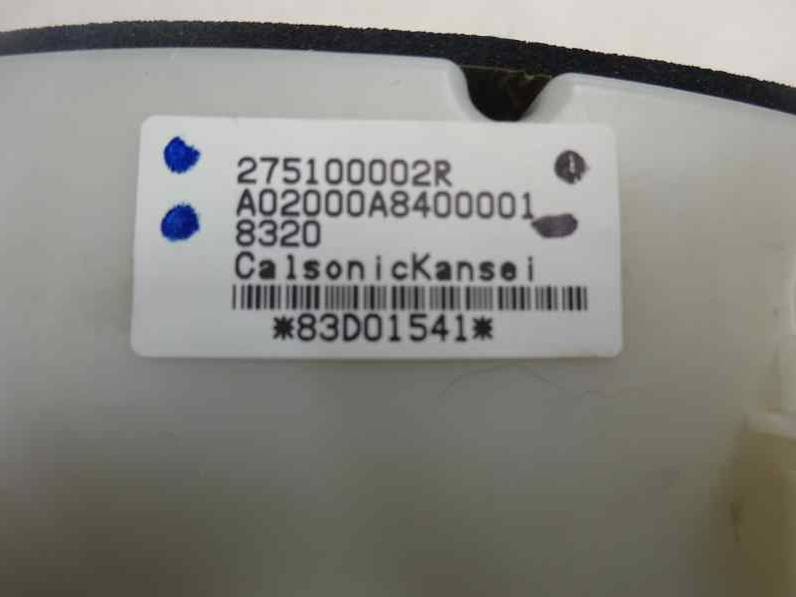 275100002R
A02000A8400001
8320
CalsonicKansei
*83D01541*